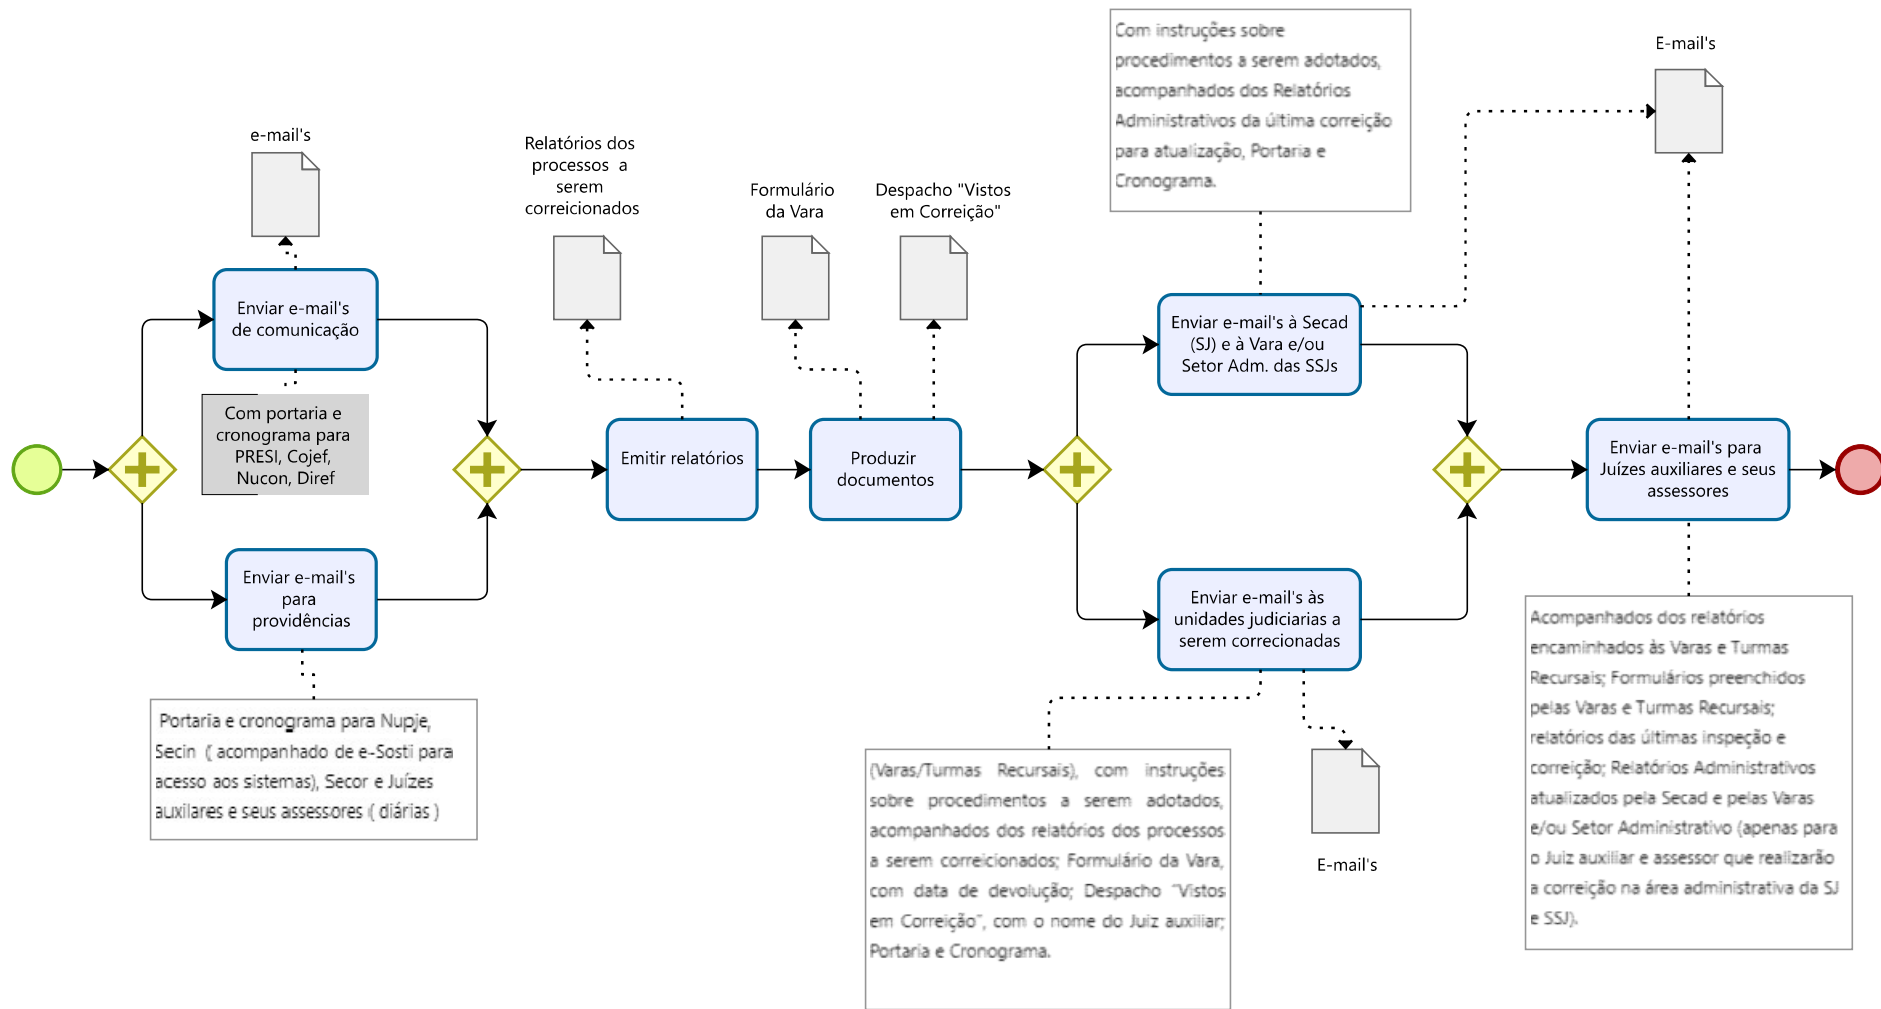 e-mail's
Enviar e-mail's
de comunicação
Com portaria e
cronograma para
PRESI, Cojef,
Nucon, Diref
Enviar e-mail's
para
providências
Portaria e cronograma para Nupje,
Secin ( acompanhado de e-Sosti para
acesso aos sistemas), Secor e Juízes
auxilares e seus assessores ( diárias )
Relatórios dos
processos a
serem
correicionados
Emitir relatórios
Formulário
da Vara
Despacho "Vistos
em Correição"
Produzir
documentos
Com instruções sobre
procedimentos a serem adotados,
acompanhados dos Relatórios
Administrativos da última correição
para atualização, Portaria e
Cronograma.
Enviar e-mail's à Secad
(SJ) e à Vara e/ou
Setor Adm. das SSJs
Enviar e-mail's às
unidades judiciarias a
serem correcionadas
(Varas/Turmas Recursais), com instruções
sobre procedimentos a serem adotados,
acompanhados dos relatórios dos processos
a serem correicionados; Formulário da Vara,
com data de devolução; Despacho "Vistos
em Correição", com o nome do Juiz auxiliar;
Portaria e Cronograma.
E-mail's
E-mail's
Enviar e-mail's para
Juízes auxiliares e seus
assessores
Acompanhados dos relatórios
encaminhados às Varas e Turmas
Recursais; Formulários preenchidos
pelas Varas e Turmas Recursais;
relatórios das últimas inspeção e
correição; Relatórios Administrativos
atualizados pela Secad e pelas Varas
e/ou Setor Administrativo (apenas para
o Juiz auxiliar e assessor que realizarão
a correição na área administrativa da SJ
e SSJ).